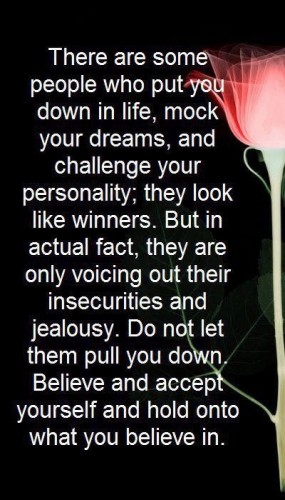 There are some
people who put you
down in life, mock
your dreams, and
challenge your
personality; they look
like winners. But in
actual fact, they are
only voicing out their
insecurities and
jealousy. Do not let
them pull you down.
Believe and accept
yourself and hold onto
what you believe in.